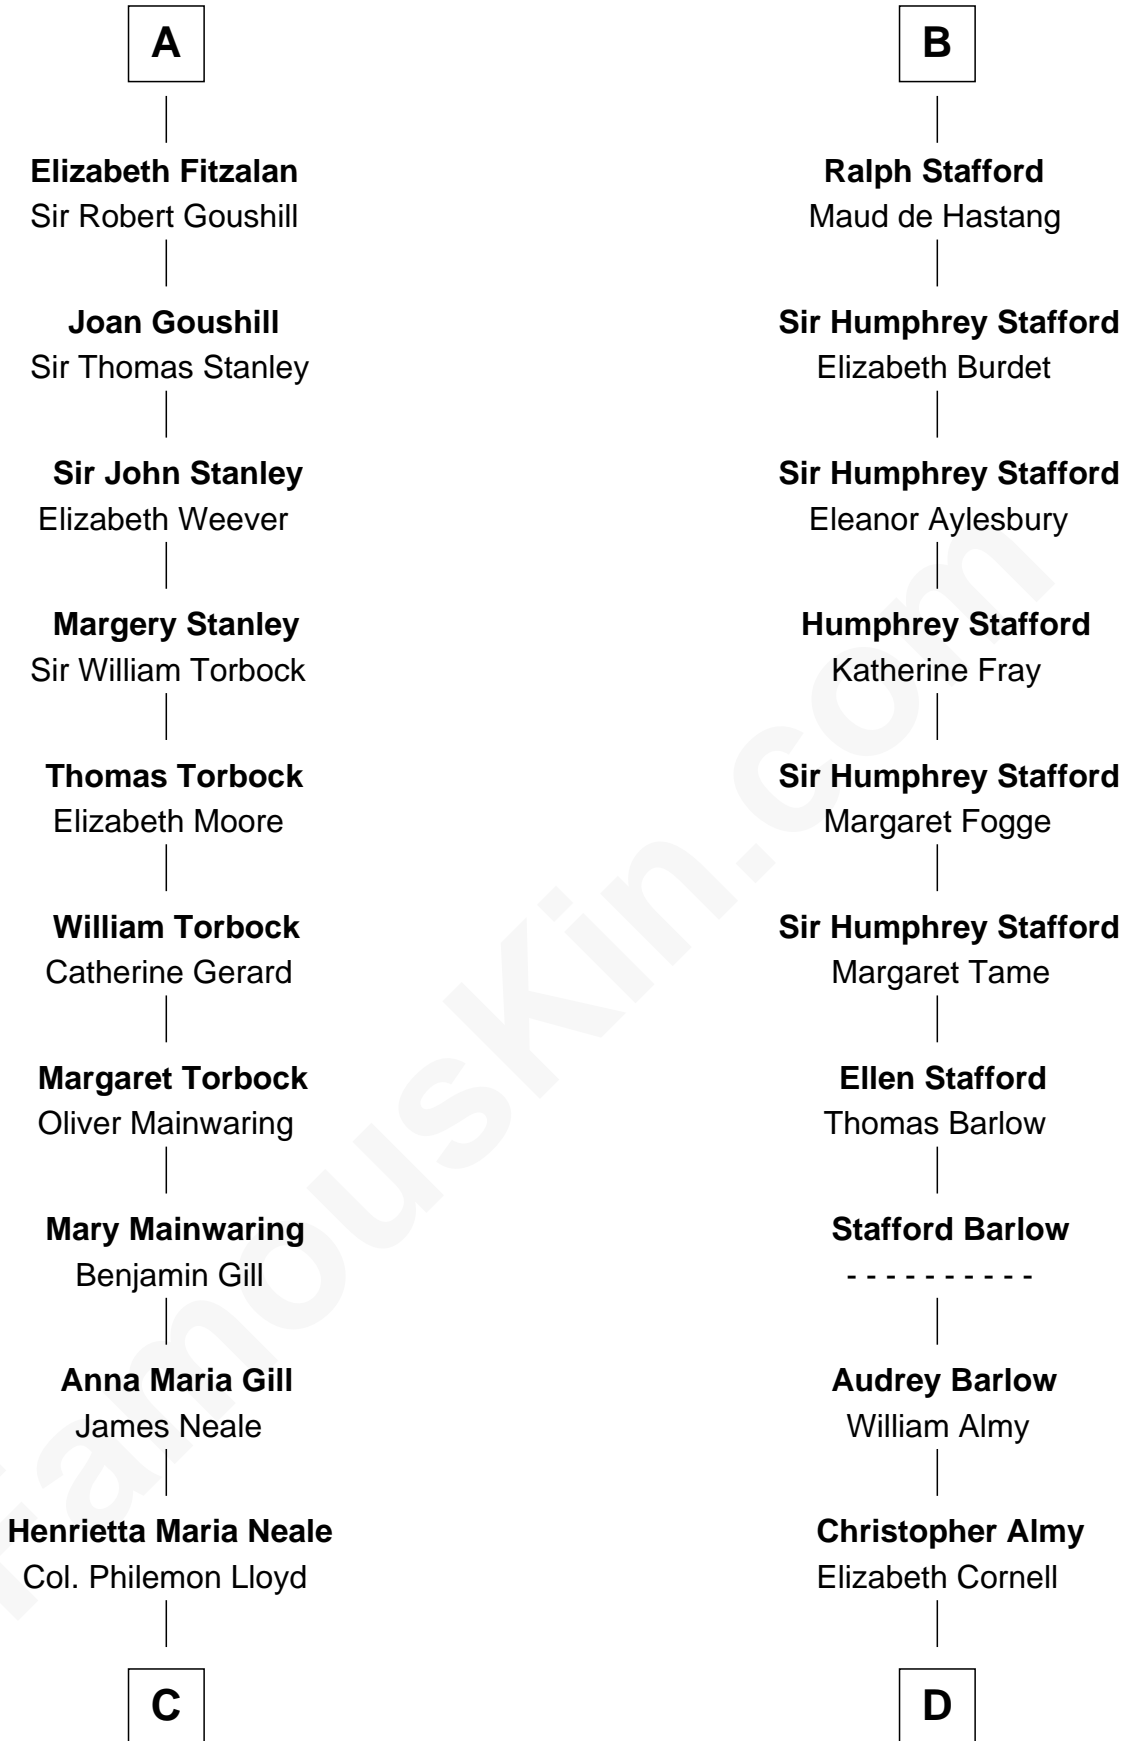 A
Elizabeth Fitzalan
Sir Robert Goushill
Joan Goushill
Sir Thomas Stanley
Sir John Stanley
Elizabeth Weever
Margery Stanley
Sir William Torbock
Thomas Torbock
Elizabeth Moore
William Torbock
Catherine Gerard
Margaret Torbock
Oliver Mainwaring
Mary Mainwaring
Benjamin Gill
Anna Maria Gill
James Neale
Henrietta Maria Neale
Col. Philemon Lloyd
C
B
Ralph Stafford
Maud de Hastang
Sir Humphrey Stafford
Elizabeth Burdet
Sir Humphrey Stafford
Eleanor Aylesbury
Humphrey Stafford
Katherine Fray
Sir Humphrey Stafford
Margaret Fogge
Sir Humphrey Stafford
Margaret Tame
Ellen Stafford
Thomas Barlow
Stafford Barlow
- - - - - - - - - -
Audrey Barlow
William Almy
Christopher Almy
Elizabeth Cornell
D
FamousKin.com